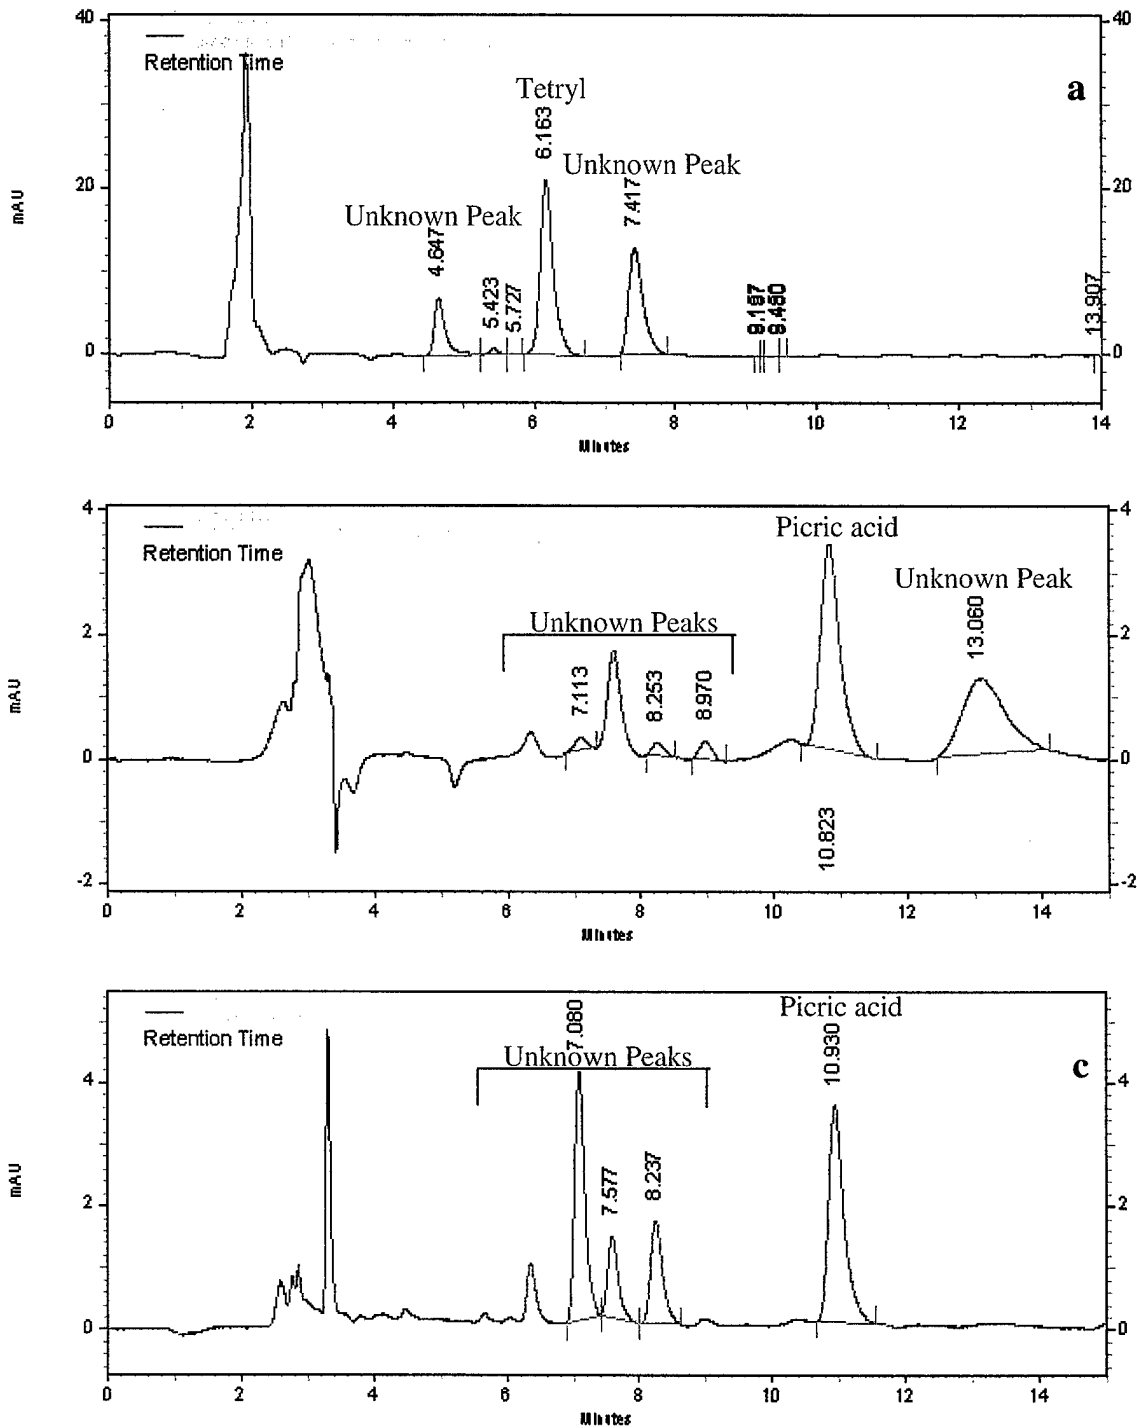 40
40
a
Retention Time
Tetryl
6.163
Unknown Peak
7.417
20
20
mAU
Unknown Peak
4.647
5.423
5.727
9.480
13.907
0
0
0 2 4 6 8 10 12 14
Minutes
4
4
Retention Time
Picric acid
Unknown Peak
13.060
Unknown Peaks
2
2
mAU
7.113
8.253
8.970
0
0
10.823
-2
-2
0 2 4 6 8 10 12 14
Minutes
Picric acid
Retention Time
7.080
10.930
c
Unknown Peaks
4
4
mAU
7.577
8.237
2
2
0
0
0 2 4 6 8 10 12 14
Minutes